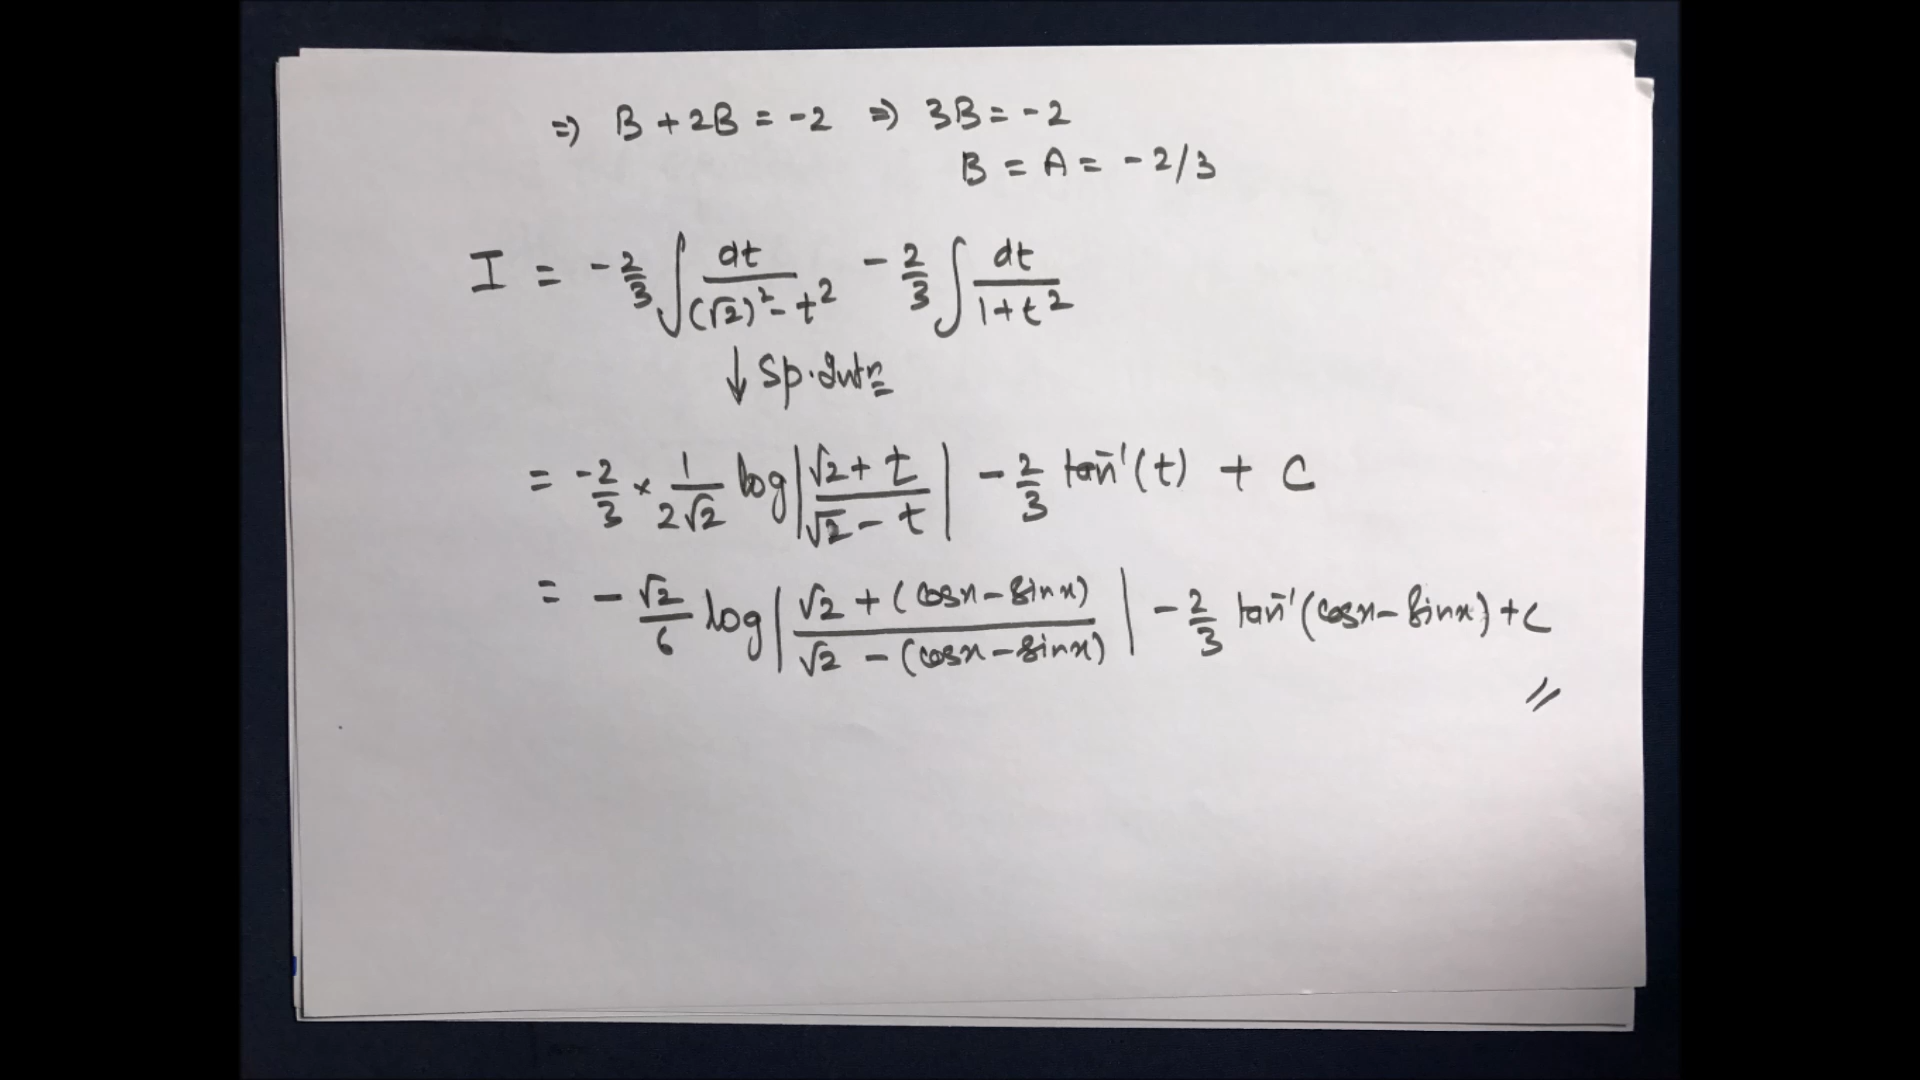 ⇒ B + 2B = -2 ⇒ 3B = -2
B = A = -2/3
I = -2/3 ∫ dt/((√2)² - t²) - 2/3 ∫ dt/(1+t²)
↓ Sp. Intn
= -2/3 × 1/(2√2) log |(√2 + t)/(√2 - t)| - 2/3 tan⁻¹(t) + C
= - √2/6 log |(√2 + (cosx - sinx))/(√2 - (cosx - sinx))| - 2/3 tan⁻¹(cosx - sinx) + C
//